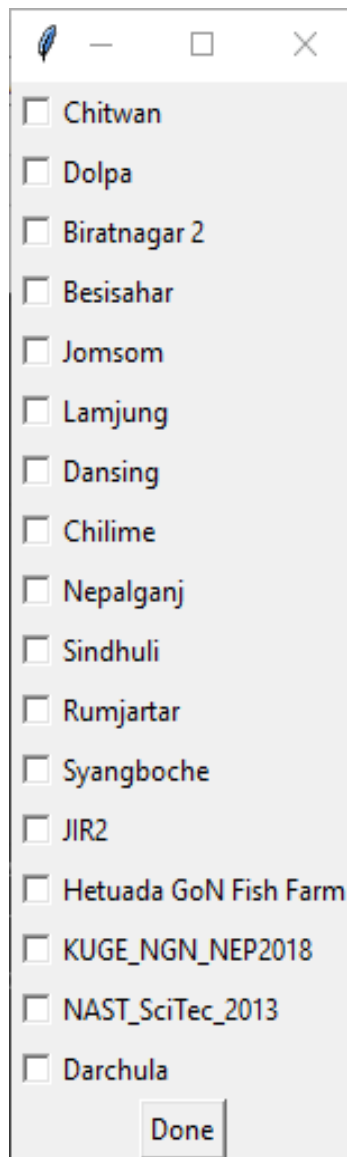 Chitwan
Dolpa
Biratnagar 2
Besisahar
Jomsom
Lamjung
Dansing
Chilime
Nepalganj
Sindhuli
Rumjartar
Syangboche
JIR2
Hetuada GoN Fish Farm
KUGE_NGN_NEP2018
NAST_SciTec_2013
Darchula
Done